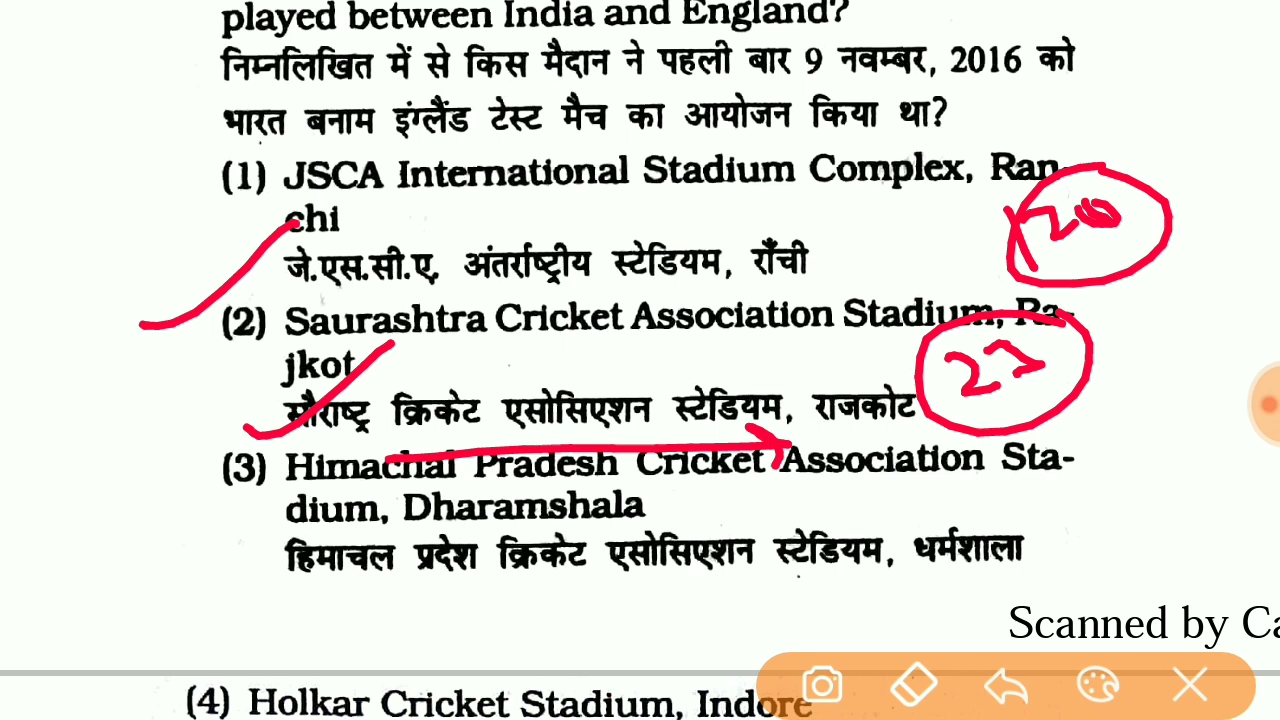 played between India and England?
निम्नलिखित में से किस मैदान ने पहली बार 9 नवम्बर, 2016 को
भारत बनाम इंग्लैंड टेस्ट मैच का आयोजन किया था?
(1) JSCA International Stadium Complex, Ran-
chi
जे.एस.सी.ए. अंतर्राष्ट्रीय स्टेडियम, राँची
(2) Saurashtra Cricket Association Stadium, Ra-
jkot
सौराष्ट्र क्रिकेट एसोसिएशन स्टेडियम, राजकोट
(3) Himachal Pradesh Cricket Association Sta-
dium, Dharamshala
हिमाचल प्रदेश क्रिकेट एसोसिएशन स्टेडियम, धर्मशाला
Scanned by
(4) Holkar Cricket Stadium, Indore